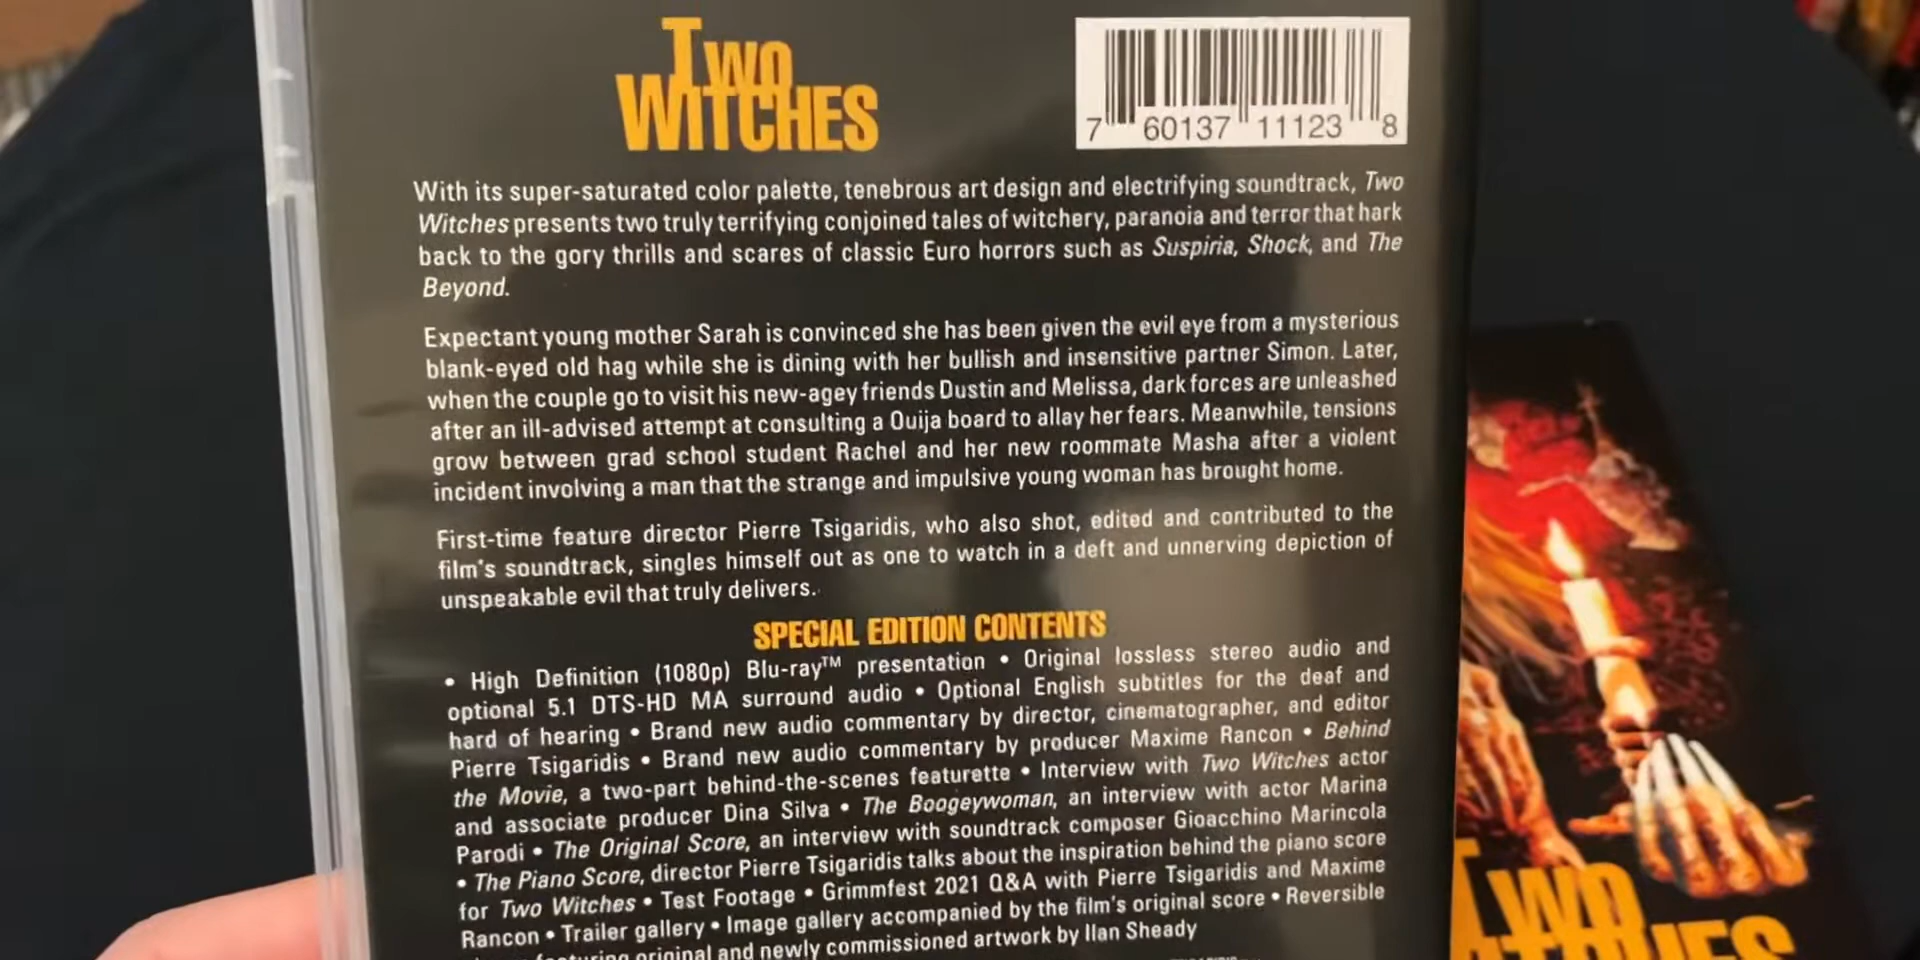 TWO
WITCHES
7 60137 11123 8
With its super-saturated color palette, tenebrous art design and electrifying soundtrack, Two
Witches presents two truly terrifying conjoined tales of witchery, paranoia and terror that hark
back to the gory thrills and scares of classic Euro horrors such as Suspiria, Shock, and The
Beyond.
Expectant young mother Sarah is convinced she has been given the evil eye from a mysterious
blank-eyed old hag while she is dining with her bullish and insensitive partner Simon. Later,
when the couple go to visit his new-agey friends Dustin and Melissa, dark forces are unleashed
after an ill-advised attempt at consulting a Ouija board to allay her fears. Meanwhile, tensions
grow between grad school student Rachel and her new roommate Masha after a violent
incident involving a man that the strange and impulsive young woman has brought home.
First-time feature director Pierre Tsigaridis, who also shot, edited and contributed to the
film's soundtrack, singles himself out as one to watch in a deft and unnerving depiction of
unspeakable evil that truly delivers.
SPECIAL EDITION CONTENTS
• High Definition (1080p) Blu-ray™ presentation • Original lossless stereo audio and
optional 5.1 DTS-HD MA surround audio • Optional English subtitles for the deaf and
hard of hearing • Brand new audio commentary by director, cinematographer, and editor
Pierre Tsigaridis • Brand new audio commentary by producer Maxime Rancon • Behind
the Movie, a two-part behind-the-scenes featurette • Interview with Two Witches actor
and associate producer Dina Silva • The Boogeywoman, an interview with actor Marina
Parodi • The Original Score, an interview with soundtrack composer Gioacchino Marincola
• The Piano Score, director Pierre Tsigaridis talks about the inspiration behind the piano score
for Two Witches • Test Footage • Grimmfest 2021 Q&A with Pierre Tsigaridis and Maxime
Rancon • Trailer gallery • Image gallery accompanied by the film's original score • Reversible
featuring original and newly commissioned artwork by Ilan Sheady
TWO
WITCHES